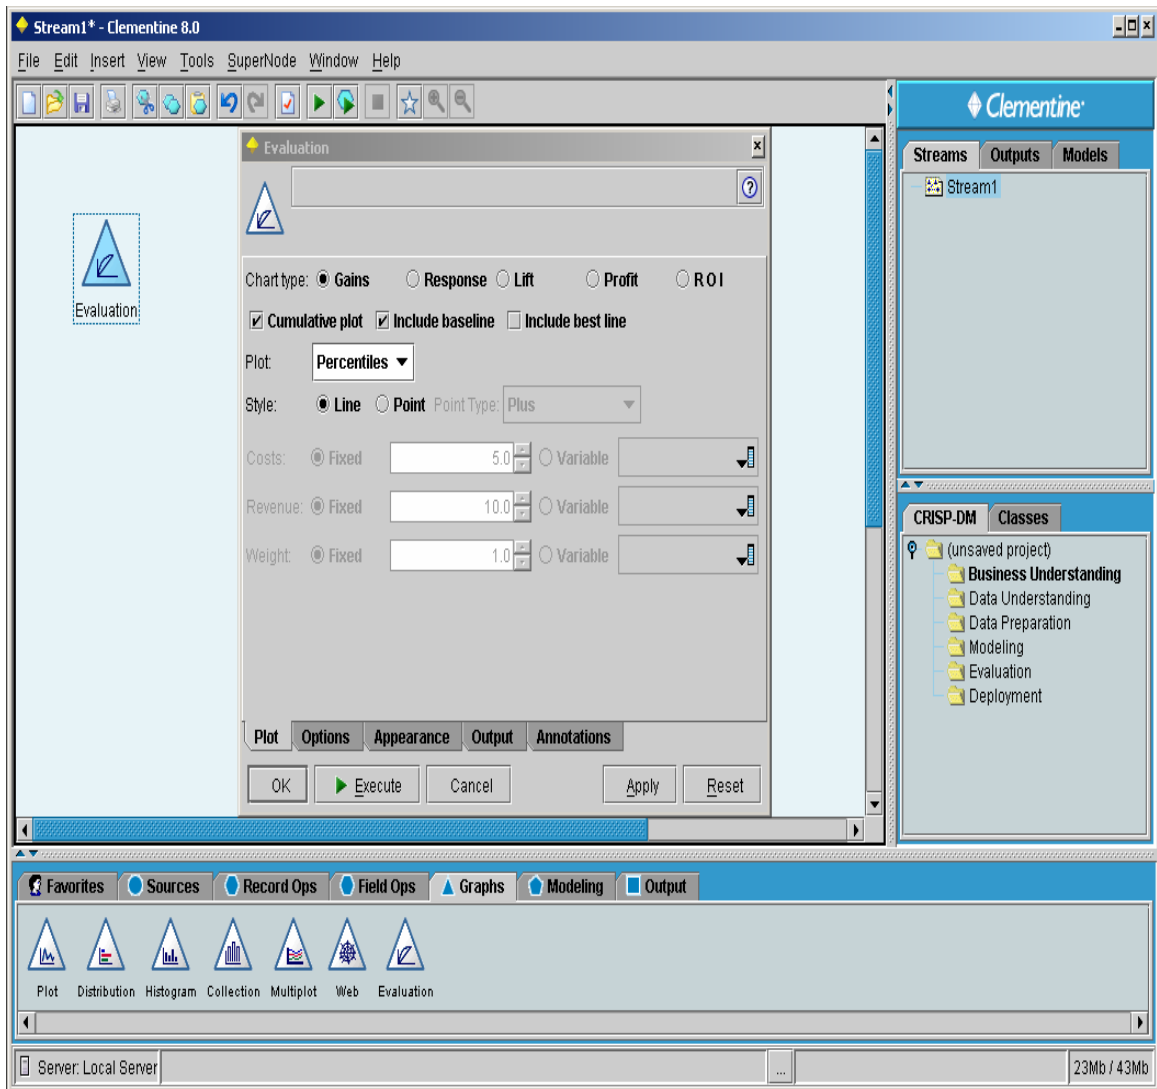 Stream1* - Clementine 8.0
File Edit Insert View Tools SuperNode Window Help
Clementine
Streams Outputs Models
Stream1
Evaluation
Evaluation
Chart type: Gains Response Lift Profit R O I
Cumulative plot Include baseline Include best line
Plot: Percentiles
Style: Line Point Point Type: Plus
Costs: Fixed 5.0 Variable
Revenue: Fixed 10.0 Variable
Weight: Fixed 1.0 Variable
Plot Options Appearance Output Annotations
OK Execute Cancel Apply Reset
CRISP-DM Classes
(unsaved project)
Business Understanding
Data Understanding
Data Preparation
Modeling
Evaluation
Deployment
Favorites Sources Record Ops Field Ops Graphs Modeling Output
Plot Distribution Histogram Collection Multiplot Web Evaluation
Server: Local Server ... 23Mb / 43Mb